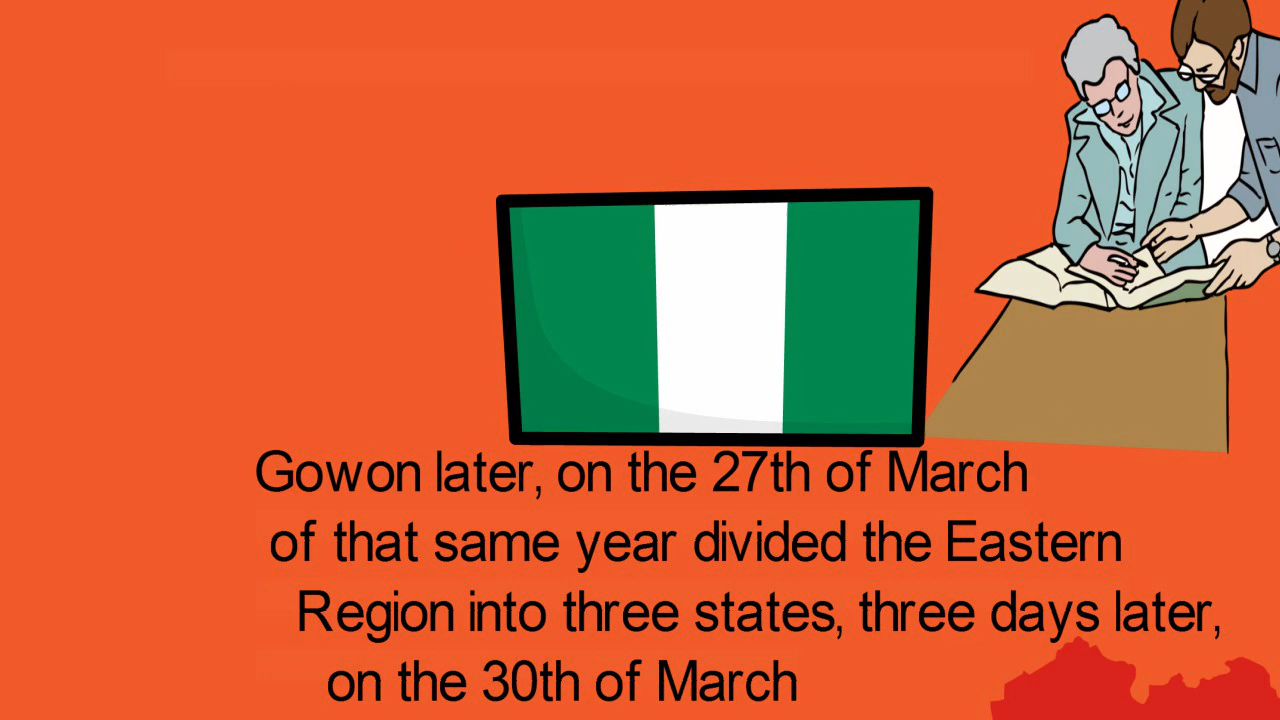 Gowon later, on the 27th of March
of that same year divided the Eastern
Region into three states, three days later,
on the 30th of March